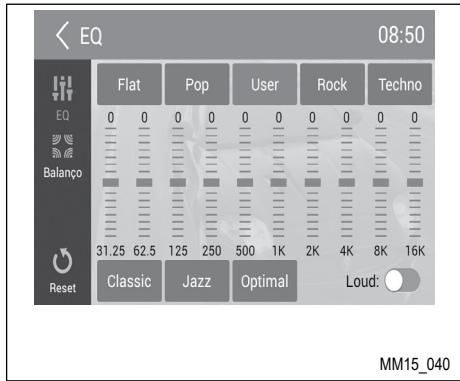 EQ 08:50
Flat Pop User Rock Techno
EQ
0 0 0 0 0 0 0 0 0 0
Balanço
31.25 62.5 125 250 500 1K 2K 4K 8K 16K
Reset
Classic Jazz Optimal Loud:
MM15_040